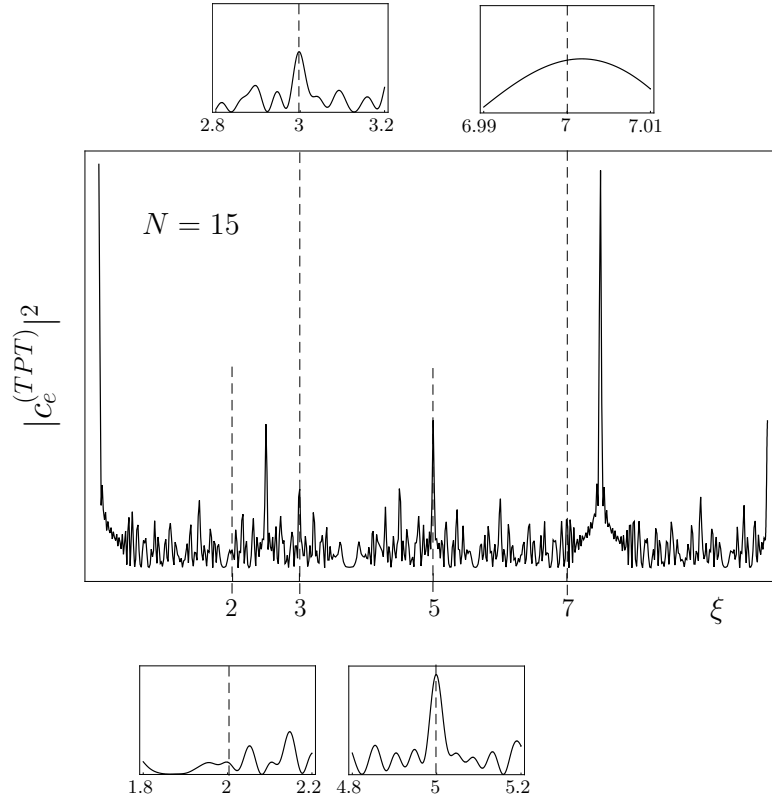 2.8 3 3.2
6.99 7 7.01
N = 15
|c_e^{(TPT)}|^2
2 3 5 7 ξ
1.8 2 2.2
4.8 5 5.2